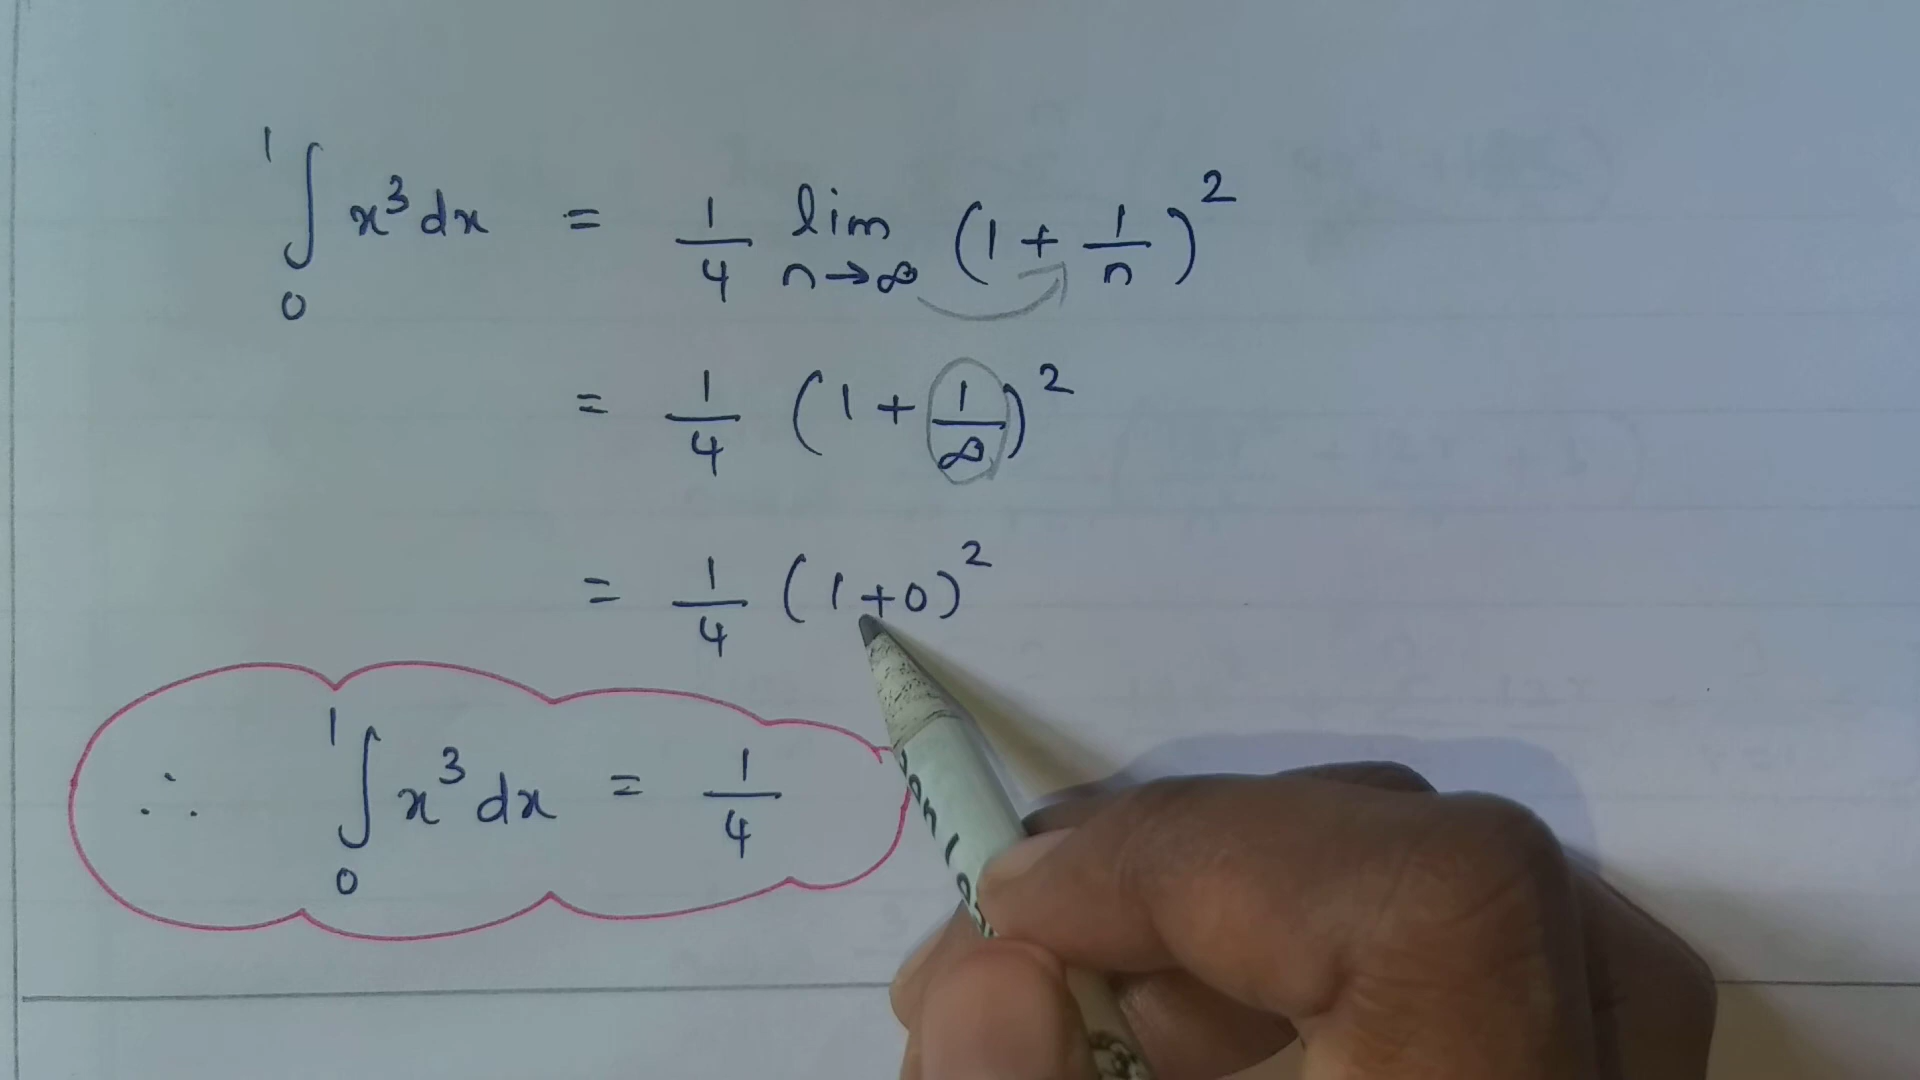 ∫₀¹ x³ dx = 1/4 lim n→∞ (1 + 1/n)²
= 1/4 (1 + 1/∞)²
= 1/4 (1+0)²
∴ ∫₀¹ x³ dx = 1/4